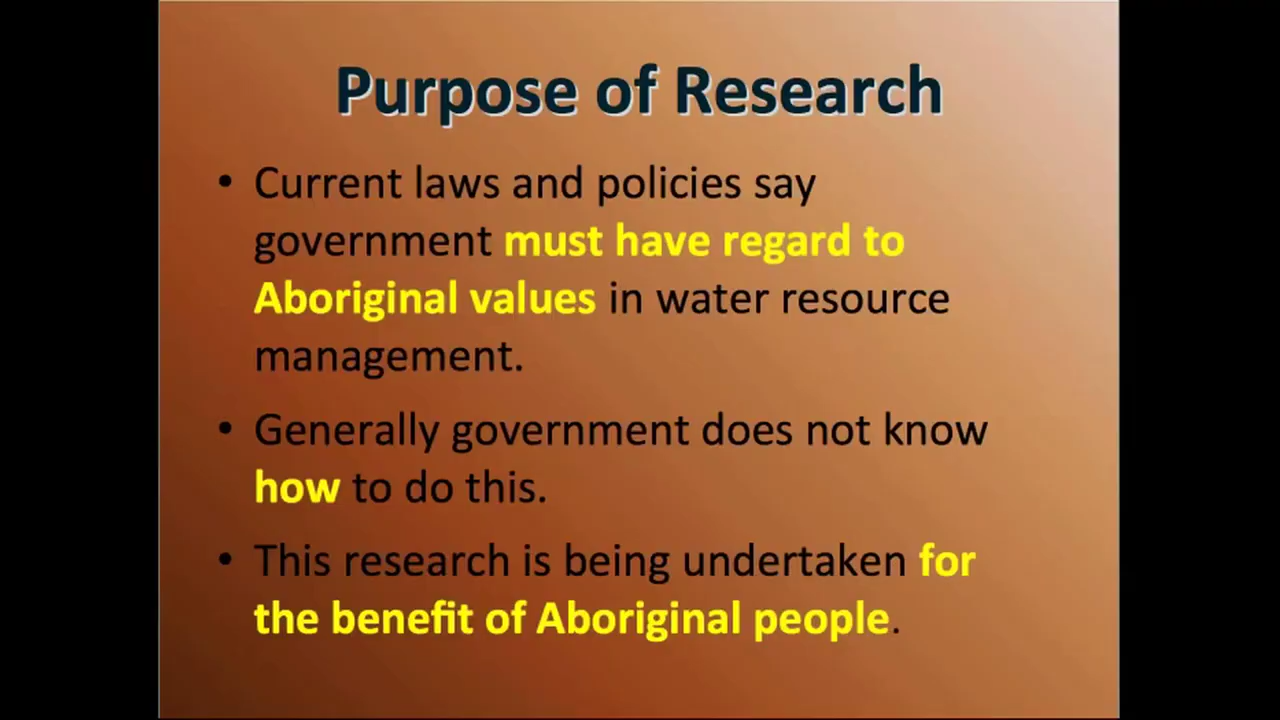 Purpose of Research
• Current laws and policies say
government must have regard to
Aboriginal values in water resource
management.
• Generally government does not know
how to do this.
• This research is being undertaken for
the benefit of Aboriginal people.